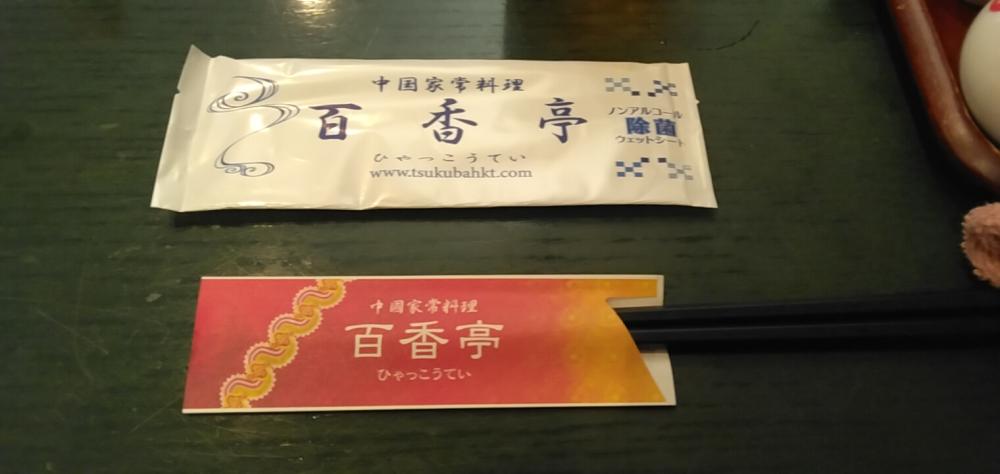 中国家常料理
百香亭
ひゃっこうてい
www.tsukubahkt.com
ノンアルコール
除菌
ウェットシート
中國家常料理
百香亭
ひゃっこうてい